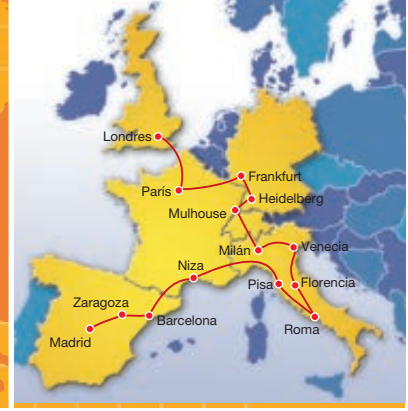 Londres
Frankfurt
París
Heidelberg
Mulhouse
Milán
Venecia
Niza
Pisa
Florencia
Zaragoza
Barcelona
Roma
Madrid